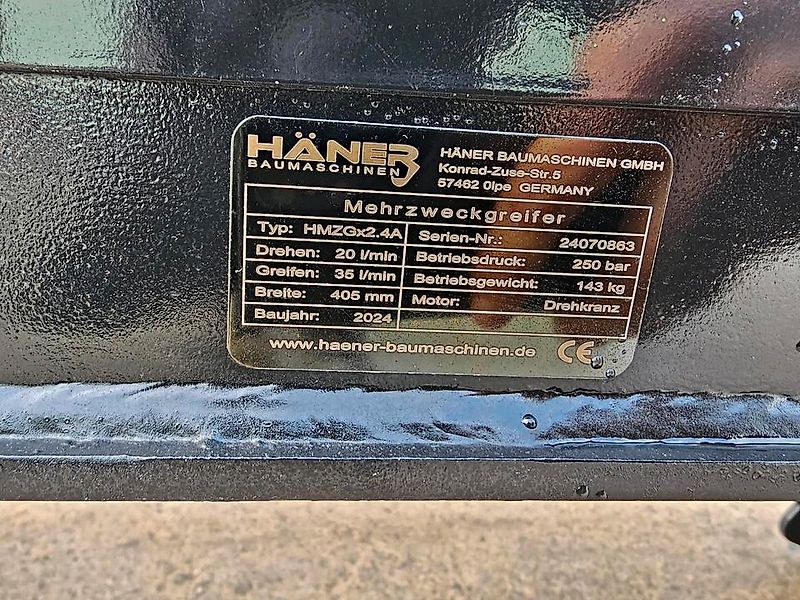 HÄNER
BAUMASCHINEN
HÄNER BAUMASCHINEN GMBH
Konrad-Zuse-Str.5
57462 Olpe GERMANY
Mehrzweckgreifer
Typ: HMZGx2.4A
Serien-Nr.: 24070863
Drehen: 20 l/min
Betriebsdruck: 250 bar
Greifen: 35 l/min
Betriebsgewicht: 143 kg
Breite: 405 mm
Motor: Drehkranz
Baujahr: 2024
www.haener-baumaschinen.de
CE